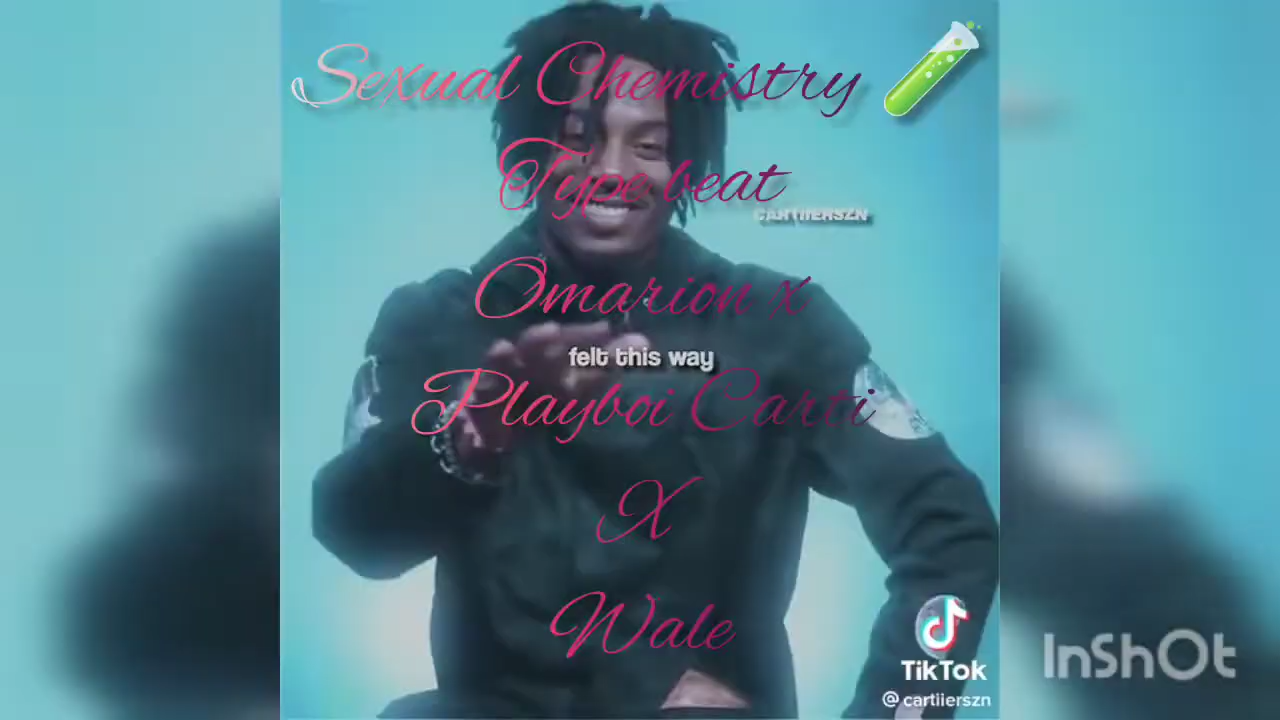 Sexual Chemistry
Type beat
CARTIIERSZN
Omarion x
felt this way
Playboi Carti
X
Wale
TikTok
@cartiierszn
InShOt